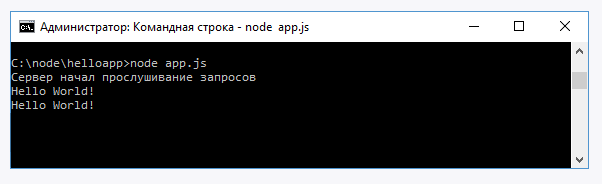 Администратор: Командная строка - node app.js
C:\node\helloapp>node app.js
Сервер начал прослушивание запросов
Hello World!
Hello World!